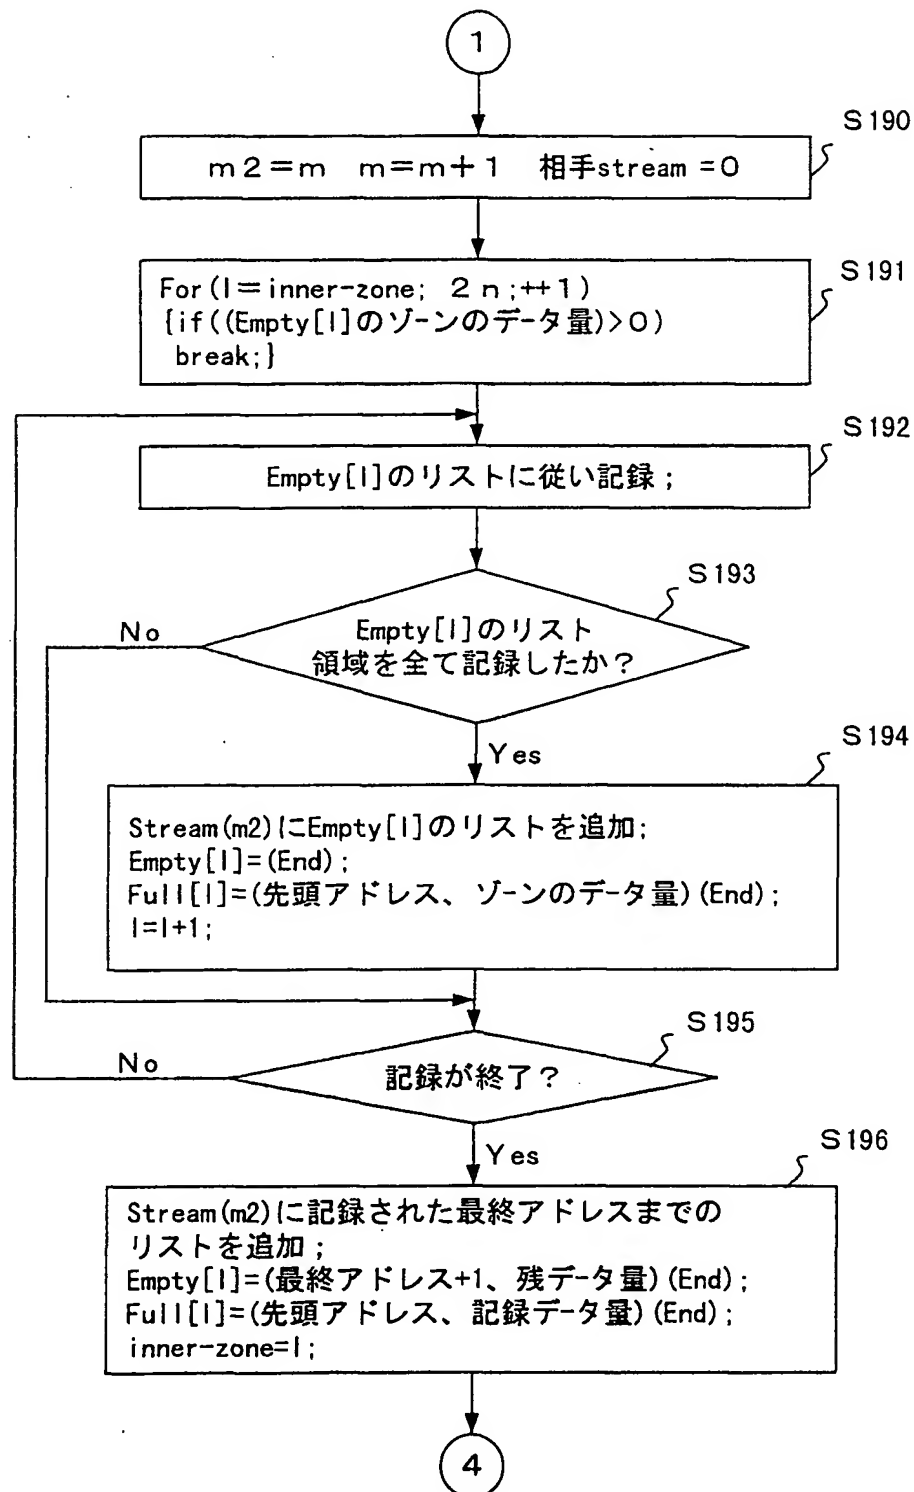 1
S190
m2=m m=m+1 相手stream =0
S191
For(l=inner-zone; 2n;++1)
{if((Empty[l]のゾーンのデータ量)>0)
break;}
S192
Empty[l]のリストに従い記録;
S193
No
Empty[l]のリスト
領域を全て記録したか?
Yes
S194
Stream(m2)にEmpty[l]のリストを追加;
Empty[l]=(End);
Full[l]=(先頭アドレス、ゾーンのデータ量)(End);
l=l+1;
S195
No
記録が終了?
Yes
S196
Stream(m2)に記録された最終アドレスまでの
リストを追加;
Empty[l]=(最終アドレス+1、残データ量)(End);
Full[l]=(先頭アドレス、記録データ量)(End);
inner-zone=l;
4